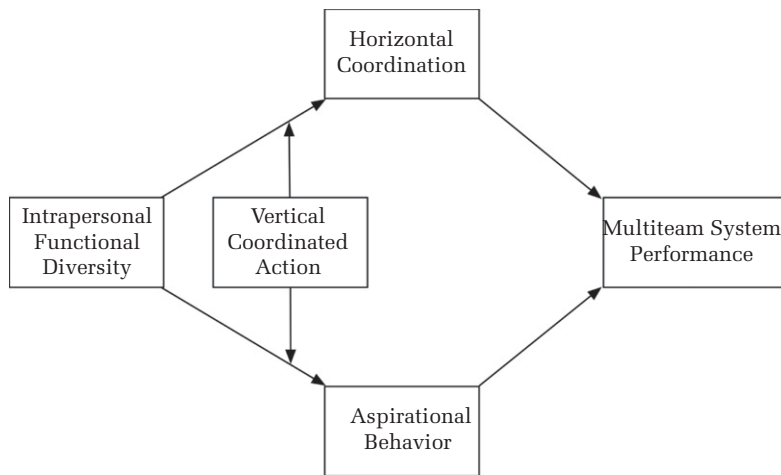 Horizontal
Coordination
Intrapersonal
Functional
Diversity
Vertical
Coordinated
Action
Multiteam System
Performance
Aspirational
Behavior